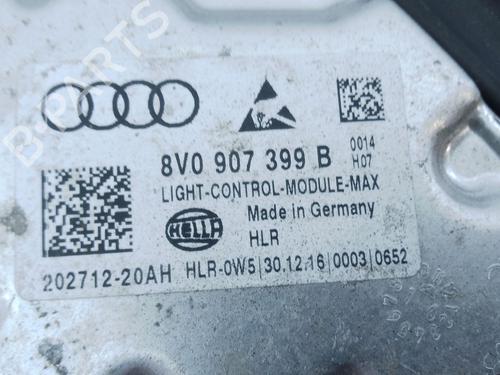 B-PARTS
8V0 907 399 B
0014
H07
LIGHT-CONTROL-MODULE-MAX
Made in Germany
HELLA
HLR
202712-20AH HLR-0W5|30.12.16|0003|0652